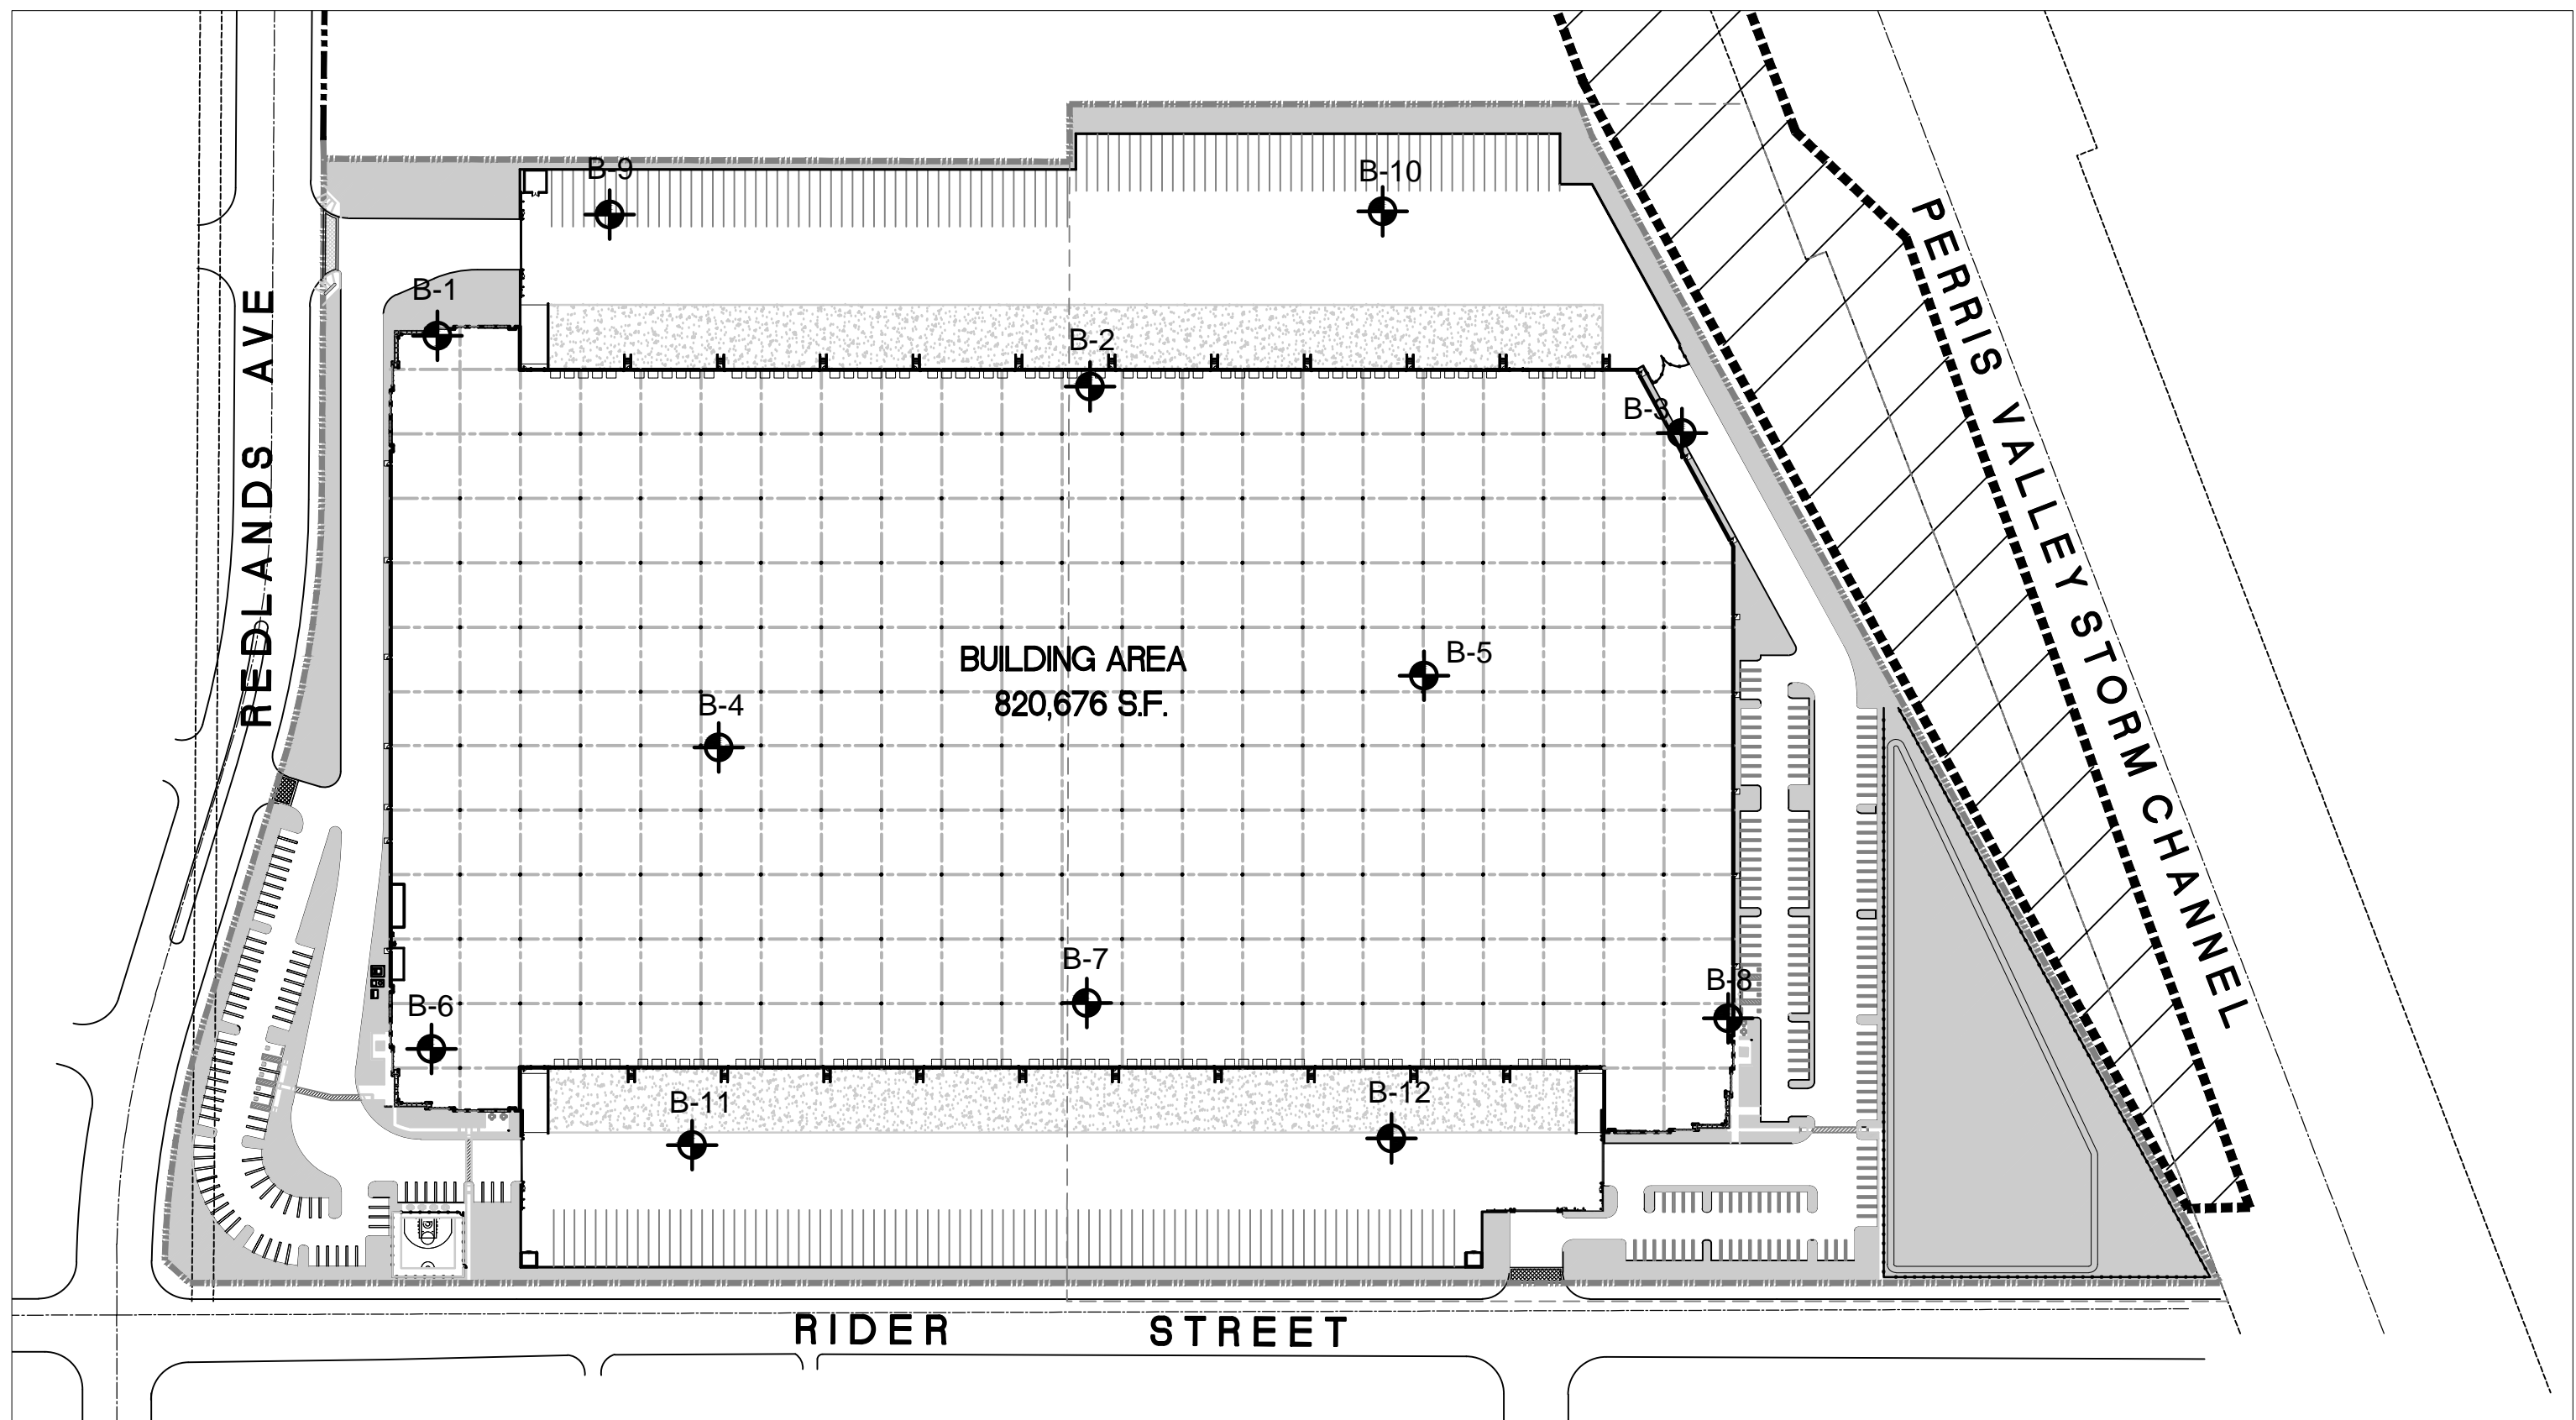 B-9
B-10
B-1
B-2
B-3
REDLANDS AVE
PERRIS VALLEY STORM CHANNEL
BUILDING AREA
820,676 S.F.
B-5
B-4
B-7
B-8
B-6
B-11
B-12
RIDER STREET